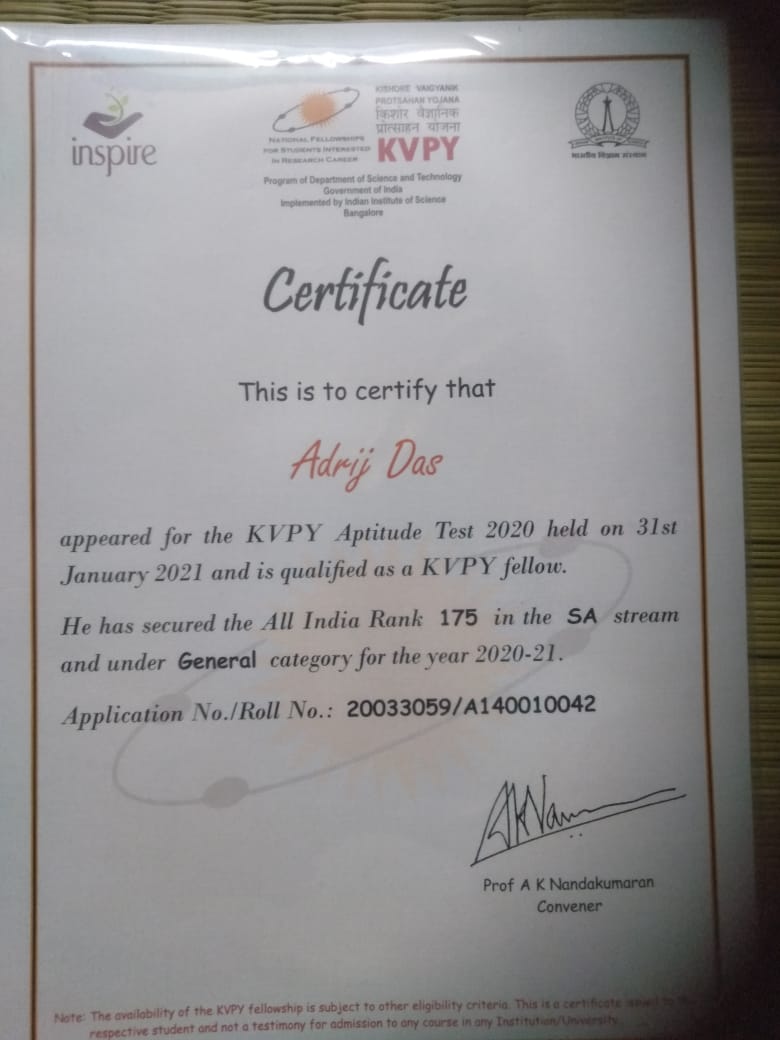 inspire
NATIONAL FELLOWSHIPS
FOR STUDENTS INTERESTED
IN RESEARCH CAREER
KISHORE VAIGYANIK
PROTSAHAN YOJANA
किशोर वैज्ञानिक
प्रोत्साहन योजना
KVPY
Program of Department of Science and Technology
Government of India
Implemented by Indian Institute of Science
Bangalore
भारतीय विज्ञान संस्थान
Certificate
This is to certify that
Adrij Das
appeared for the KVPY Aptitude Test 2020 held on 31st
January 2021 and is qualified as a KVPY fellow.
He has secured the All India Rank 175 in the SA stream
and under General category for the year 2020-21.
Application No./Roll No.: 20033059/A140010042
Prof A K Nandakumaran
Convener
Note: The availability of the KVPY fellowship is subject to other eligibility criteria. This is a certificate issued to
respective student and not a testimony for admission to any course in any Institution/University